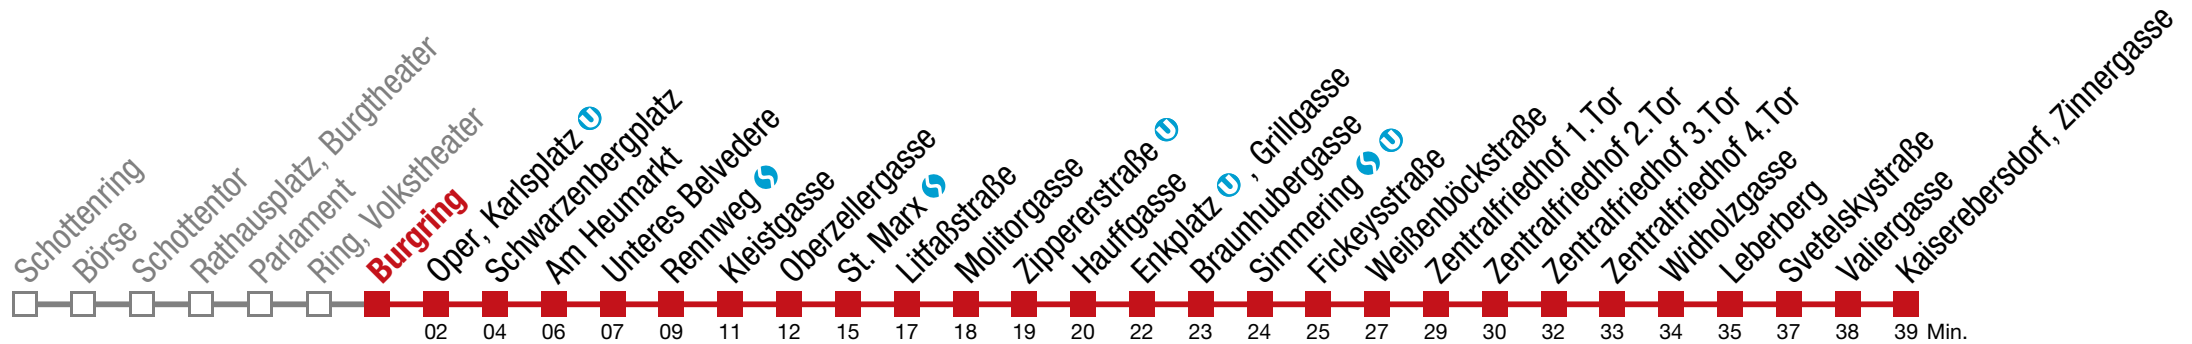 Schottenring
Börse
Schottentor
Rathausplatz, Burgtheater
Parlament
Ring, Volkstheater
Burgring
Oper, Karlsplatz U
Schwarzenbergplatz
Am Heumarkt
Unteres Belvedere
Rennweg S
Kleistgasse
Oberzellergasse
St. Marx S
Litfaßstraße
Molitorgasse
Zippererstraße U
Hauffgasse
Enkplatz U, Grillgasse
Braunhubergasse
Simmering S U
Fickeysstraße
Weißenböckstraße
Zentralfriedhof 1.Tor
Zentralfriedhof 2.Tor
Zentralfriedhof 3.Tor
Zentralfriedhof 4.Tor
Widholzgasse
Leberberg
Svetelskystraße
Valiergasse
Kaiserebersdorf, Zinnergasse
02 04 06 07 09 11 12 15 17 18 19 20 22 23 24 25 27 29 30 32 33 34 35 37 38 39 Min.